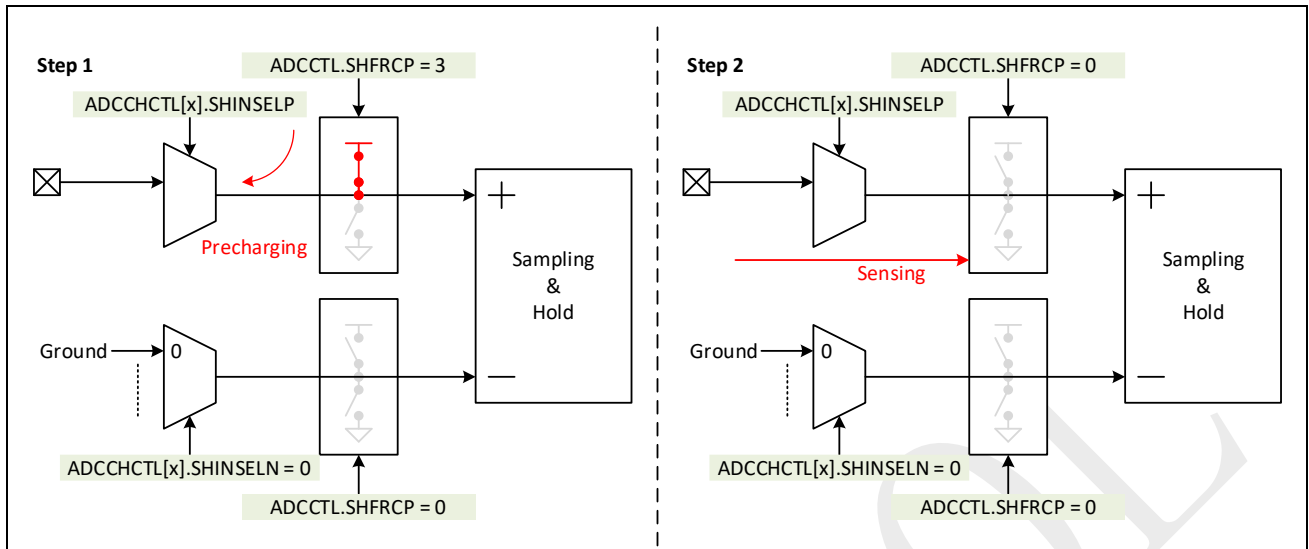 Step 1
ADCCTL.SHFRCP = 3
ADCCHCTL[x].SHINSELP
Precharging
+
Sampling
&
Hold
Ground
0
−
ADCCHCTL[x].SHINSELN = 0
ADCCTL.SHFRCP = 0
Step 2
ADCCTL.SHFRCP = 0
ADCCHCTL[x].SHINSELP
Sensing
+
Sampling
&
Hold
Ground
0
−
ADCCHCTL[x].SHINSELN = 0
ADCCTL.SHFRCP = 0